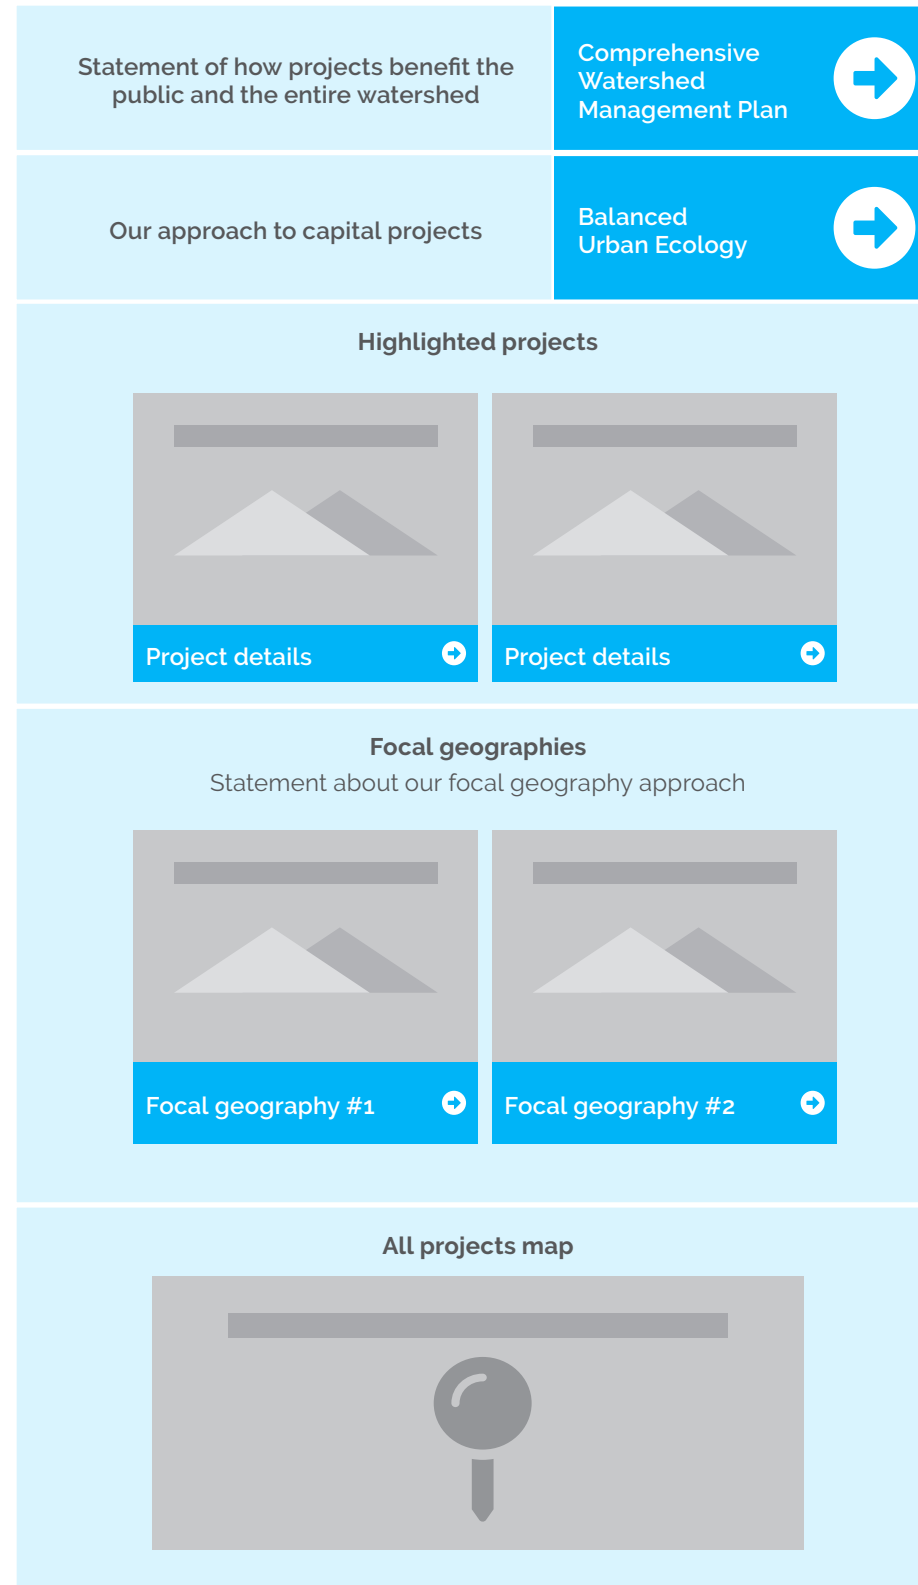 Statement of how projects benefit the
public and the entire watershed
Comprehensive
Watershed
Management Plan
Our approach to capital projects
Balanced
Urban Ecology
Highlighted projects
Project details
Project details
Focal geographies
Statement about our focal geography approach
Focal geography #1
Focal geography #2
All projects map